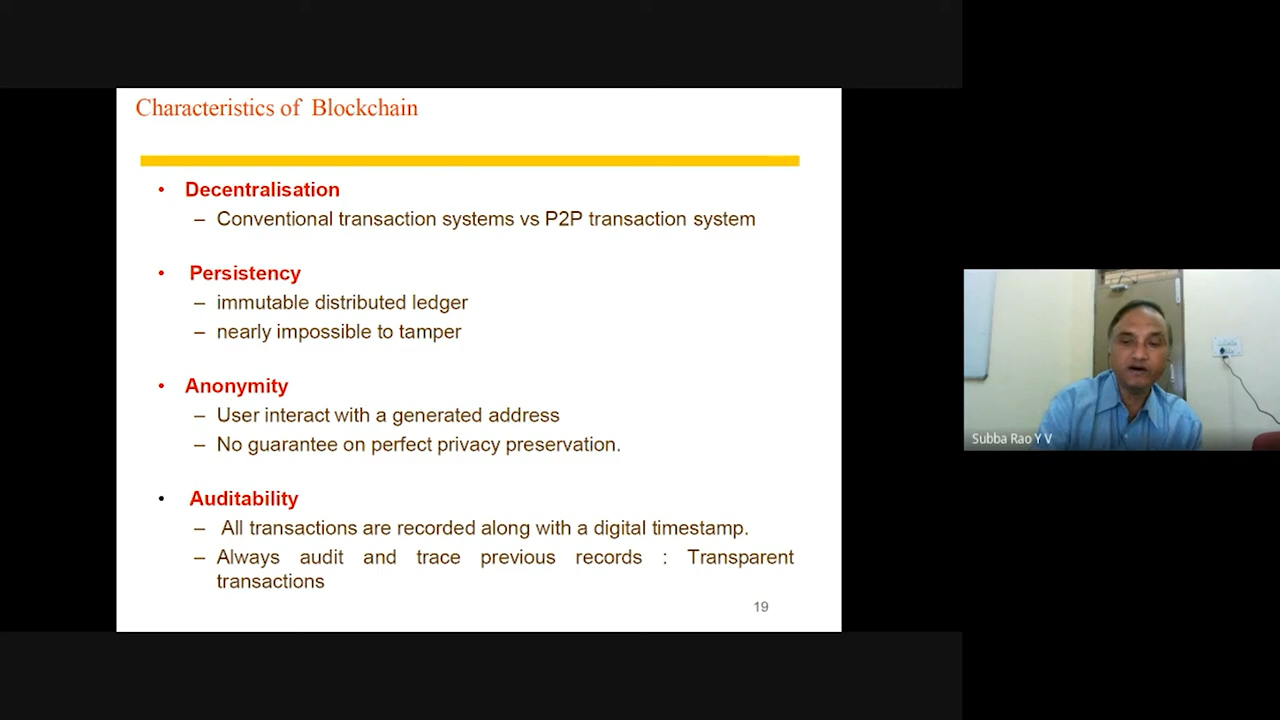 Characteristics of Blockchain
• Decentralisation
– Conventional transaction systems vs P2P transaction system
• Persistency
– immutable distributed ledger
– nearly impossible to tamper
• Anonymity
– User interact with a generated address
– No guarantee on perfect privacy preservation.
• Auditability
– All transactions are recorded along with a digital timestamp.
– Always audit and trace previous records : Transparent
transactions
19
Subba Rao Y V